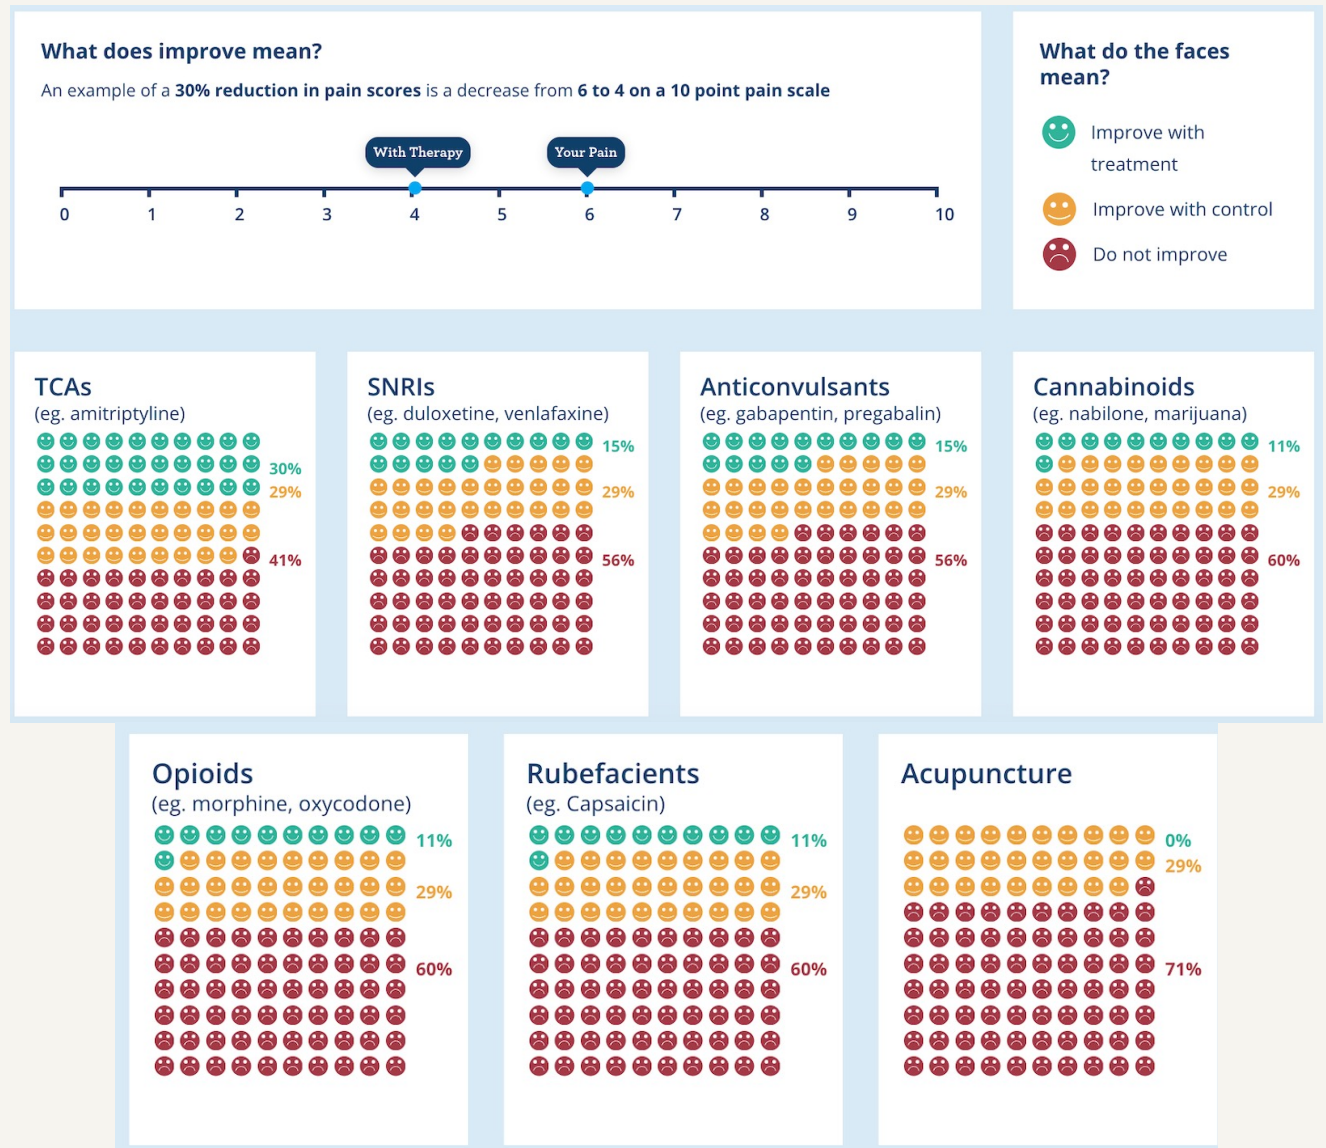 What does improve mean?
An example of a 30% reduction in pain scores is a decrease from 6 to 4 on a 10 point pain scale
With Therapy
Your Pain
0 1 2 3 4 5 6 7 8 9 10
What do the faces
mean?
Improve with
treatment
Improve with control
Do not improve
TCAs
(eg. amitriptyline)
30%
29%
41%
SNRIs
(eg. duloxetine, venlafaxine)
15%
29%
56%
Anticonvulsants
(eg. gabapentin, pregabalin)
15%
29%
56%
Cannabinoids
(eg. nabilone, marijuana)
11%
29%
60%
Opioids
(eg. morphine, oxycodone)
11%
29%
60%
Rubefacients
(eg. Capsaicin)
11%
29%
60%
Acupuncture
0%
29%
71%